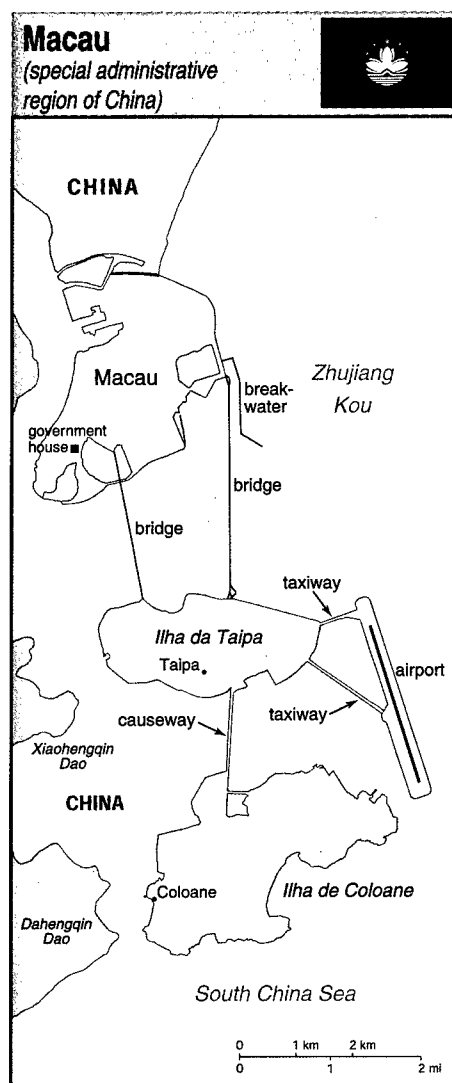 Macau
(special administrative
region of China)
CHINA
Macau
Zhujiang
Kou
break-
water
government
house
bridge
bridge
taxiway
Ilha da Taipa
Taipa
airport
causeway
taxiway
Xiaohengqin
Dao
CHINA
Coloane
Ilha de Coloane
Dahengqin
Dao
South China Sea
0 1 km 2 km
0 1 2 mi